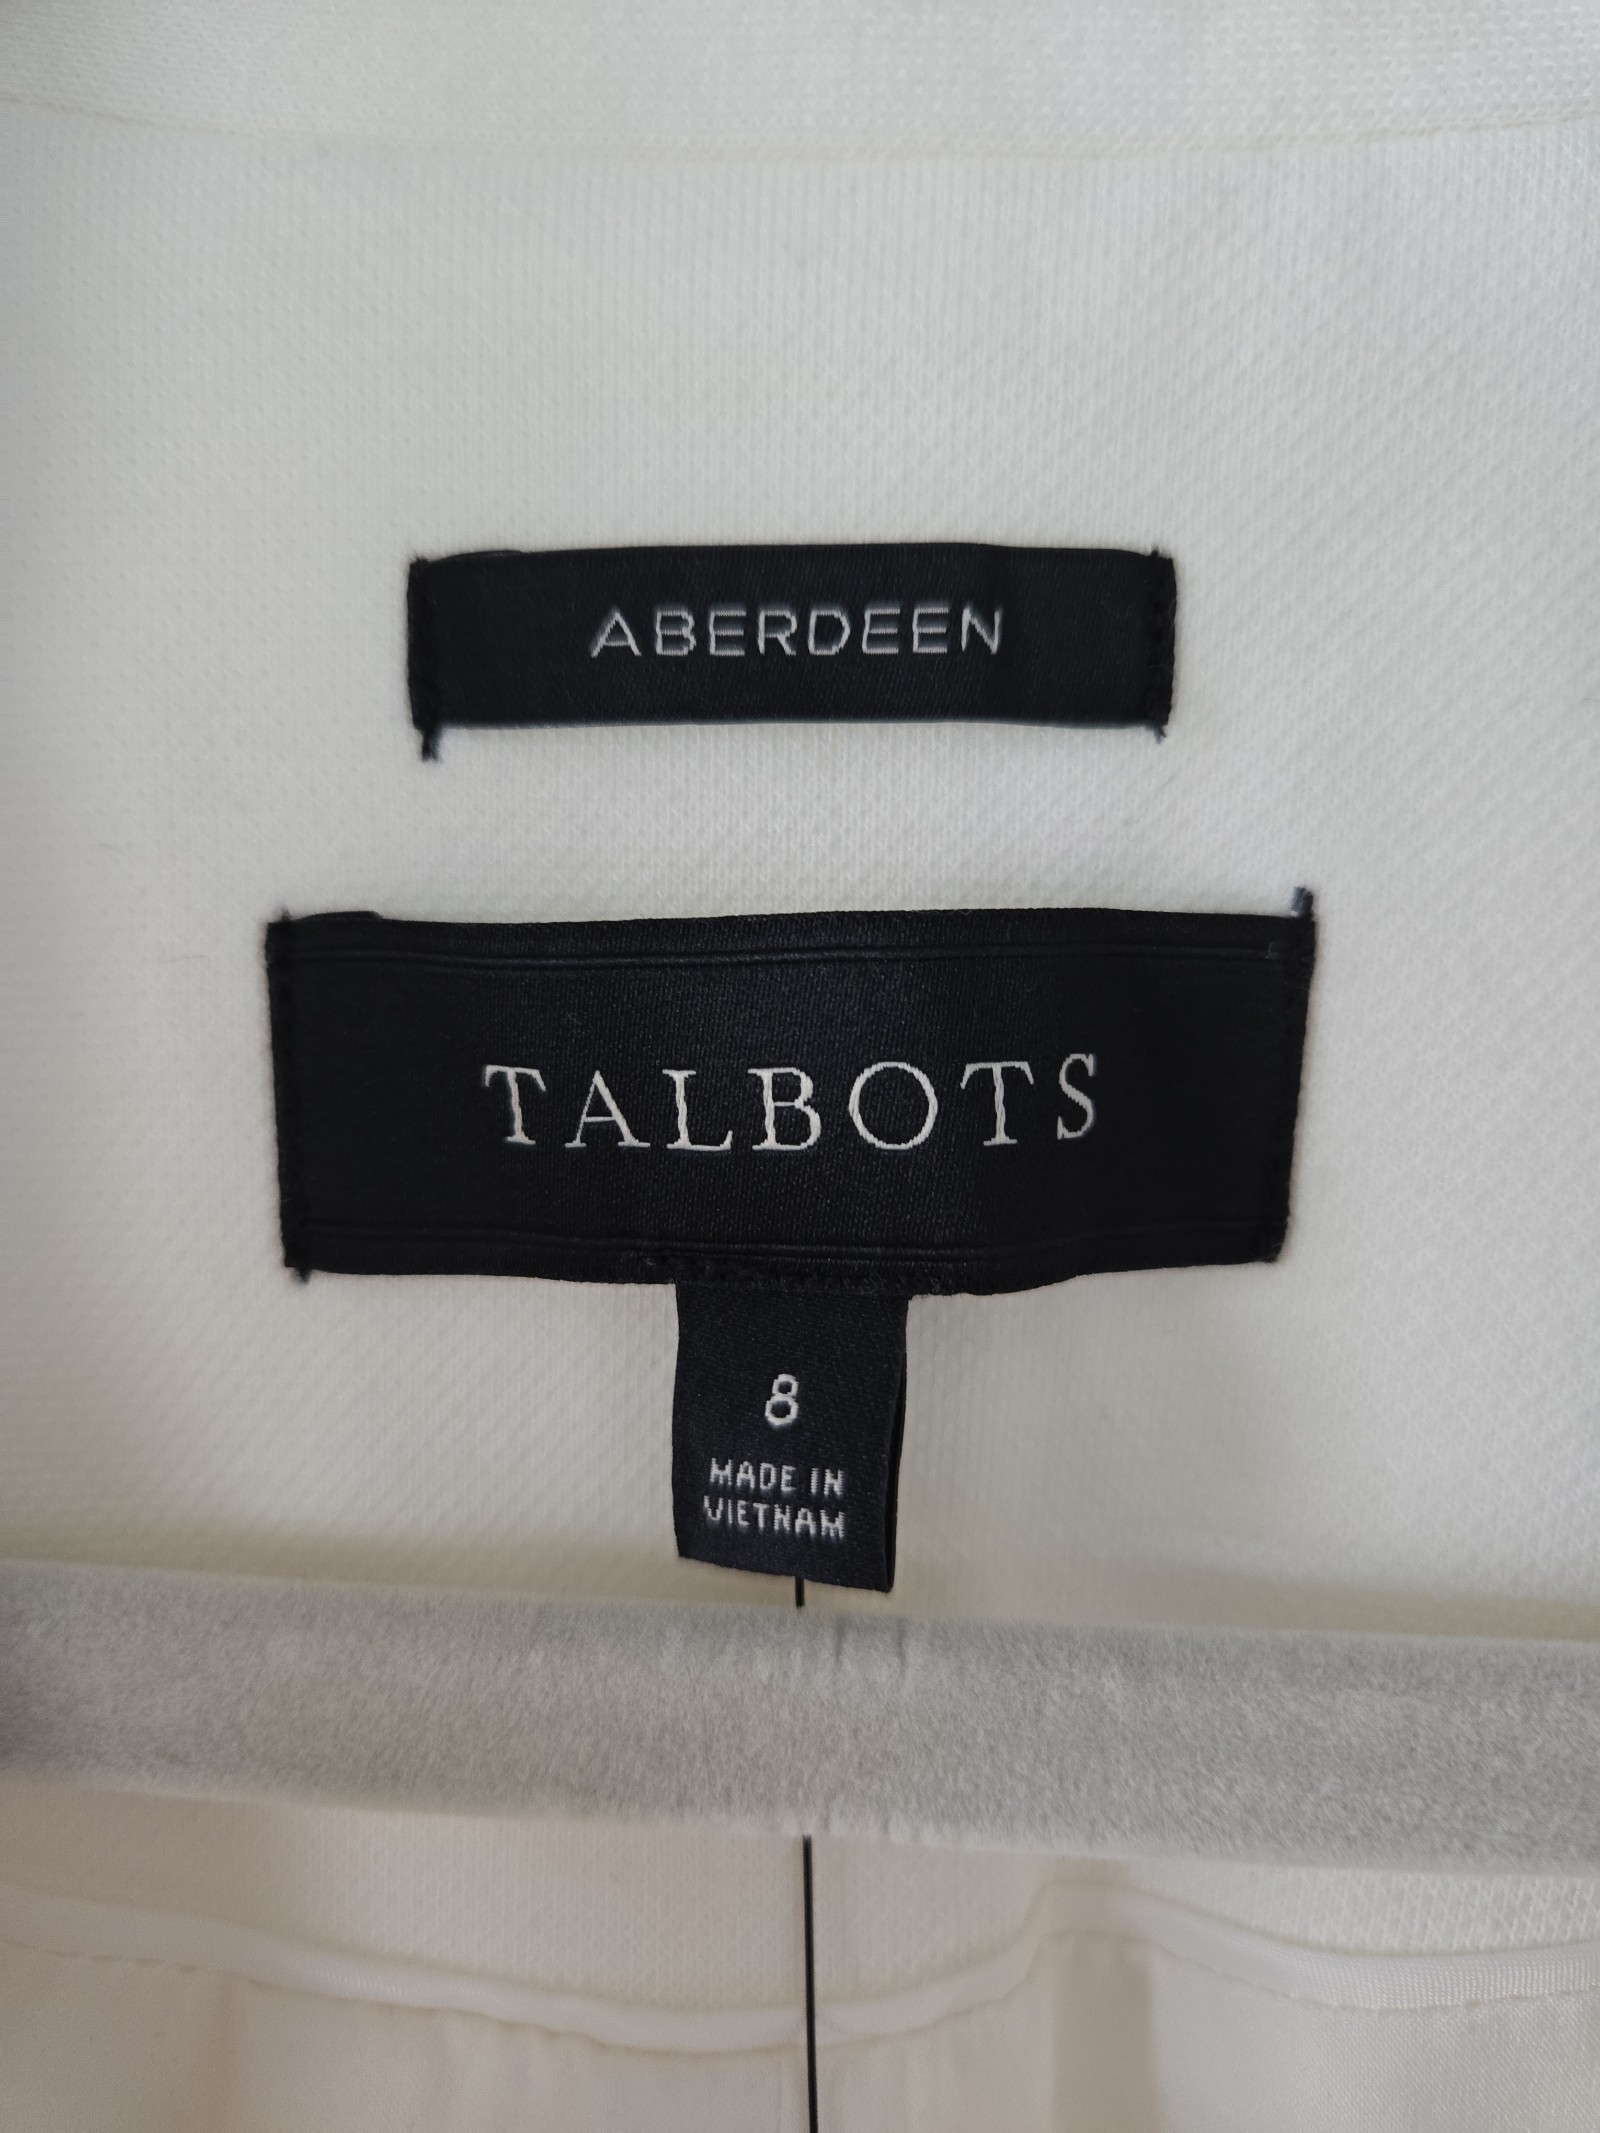 ABERDEEN
TALBOTS
8
MADE IN
VIETNAM